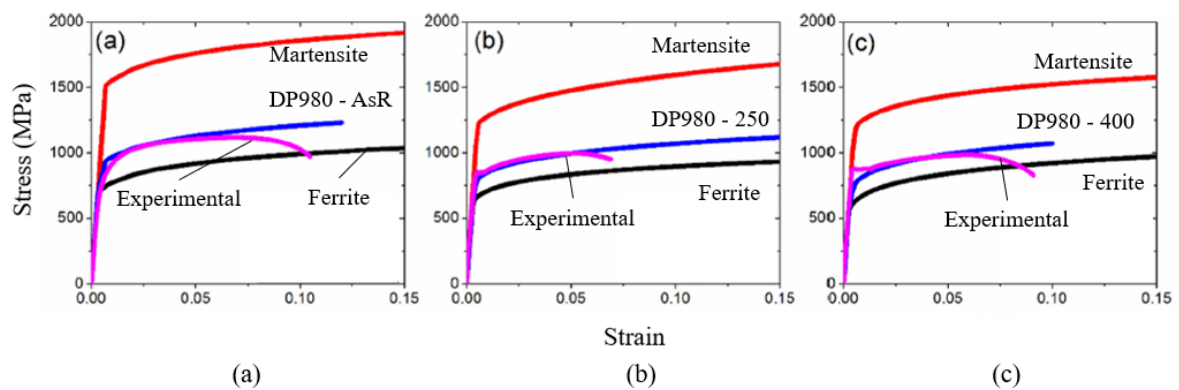 2000
1500
1000
500
0
Stress (MPa)
(a)
Martensite
DP980 - AsR
Experimental
Ferrite
0.00 0.05 0.10 0.15
2000
1500
1000
500
0
(b)
Martensite
DP980 - 250
Ferrite
Experimental
0.00 0.05 0.10 0.15
2000
1500
1000
500
0
(c)
Martensite
DP980 - 400
Ferrite
Experimental
0.00 0.05 0.10 0.15
Strain
(a) (b) (c)